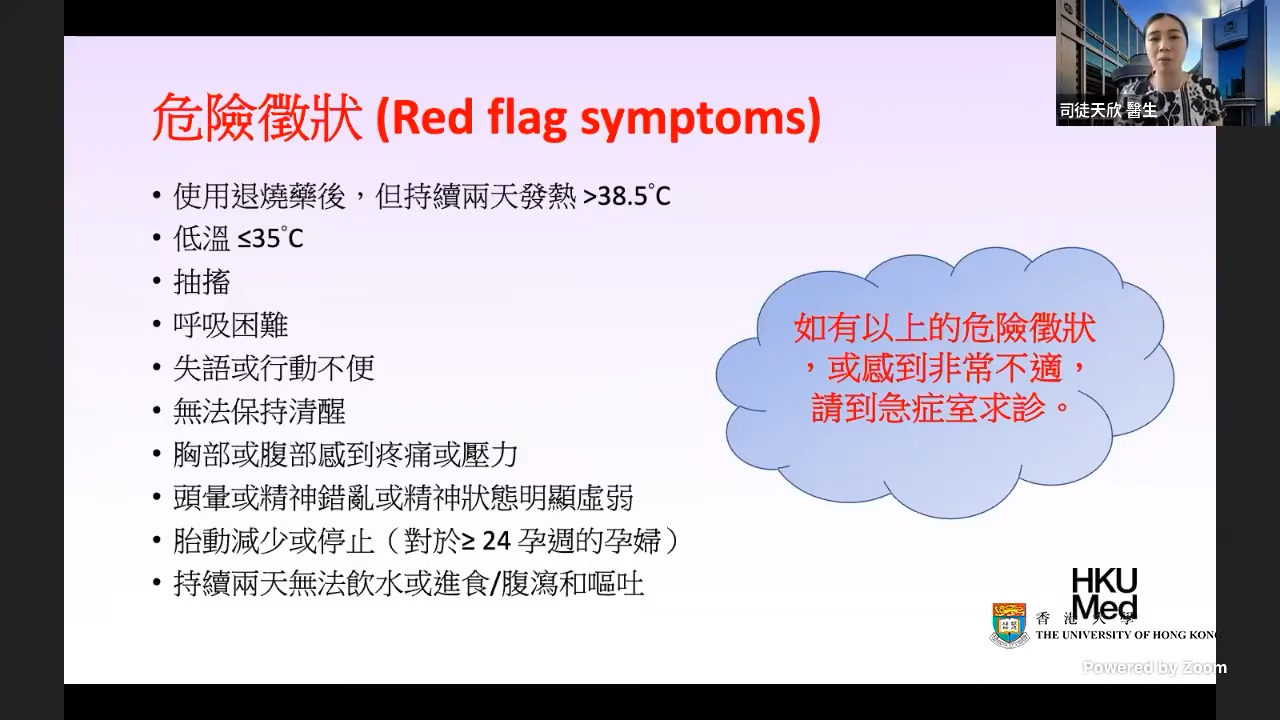 危險徵狀 (Red flag symptoms)
司徒天欣 醫生
• 使用退燒藥後，但持續兩天發熱 >38.5°C
• 低溫 ≤35°C
• 抽搐
• 呼吸困難
• 失語或行動不便
• 無法保持清醒
• 胸部或腹部感到疼痛或壓力
• 頭暈或精神錯亂或精神狀態明顯虛弱
• 胎動減少或停止（對於≥ 24 孕週的孕婦）
• 持續兩天無法飲水或進食/腹瀉和嘔吐
如有以上的危險徵狀
，或感到非常不適，
請到急症室求診。
HKU
Med
香港大學
THE UNIVERSITY OF HONG KONG
Powered by Zoom